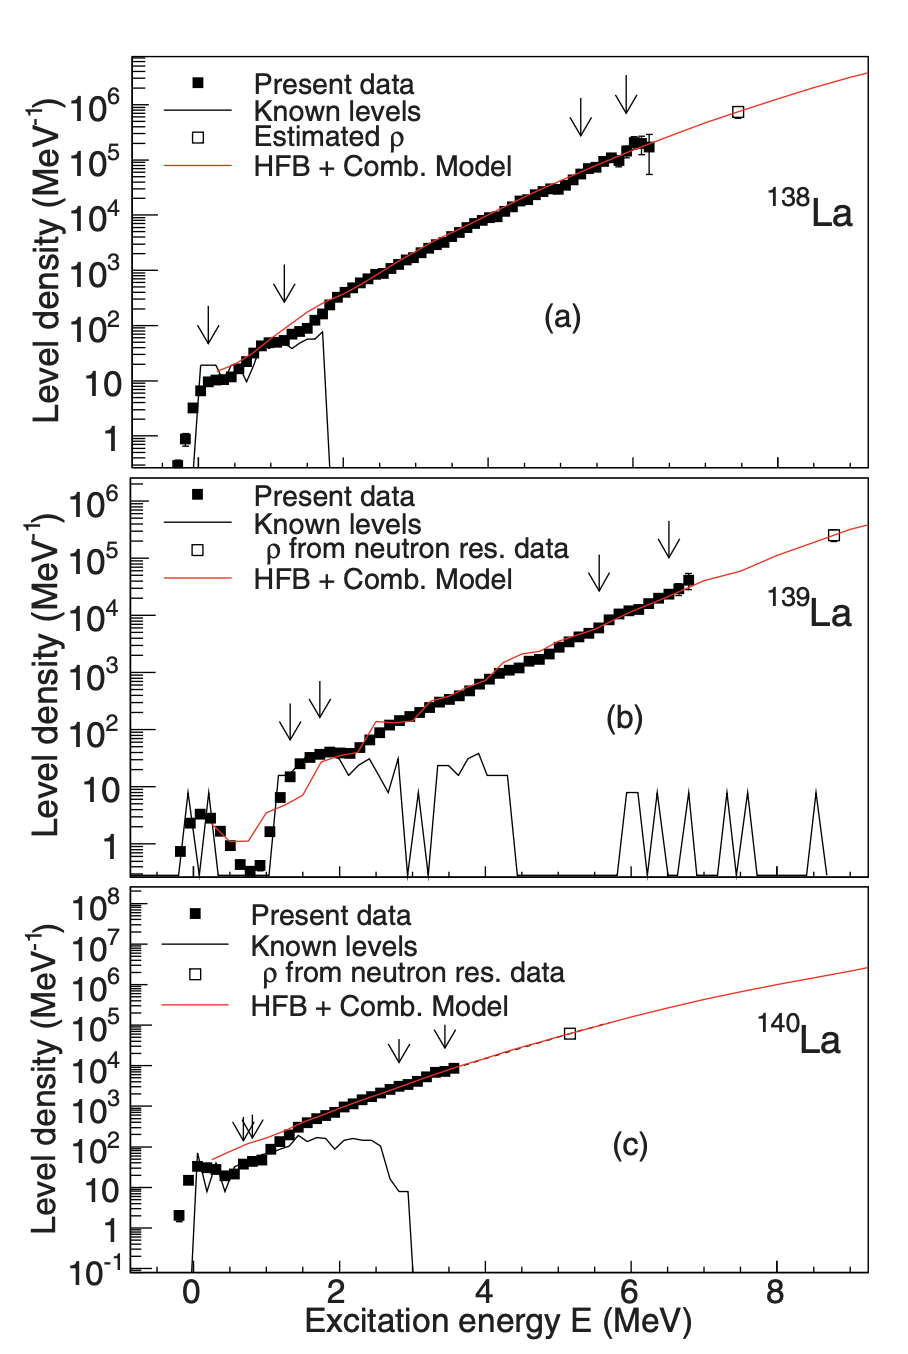 Level density (MeV⁻¹)
10⁶
10⁵
10⁴
10³
10²
10
1
Present data
Known levels
Estimated ρ
HFB + Comb. Model
¹³⁸La
(a)
Level density (MeV⁻¹)
10⁶
10⁵
10⁴
10³
10²
10
1
Present data
Known levels
ρ from neutron res. data
HFB + Comb. Model
¹³⁹La
(b)
Level density (MeV⁻¹)
10⁸
10⁷
10⁶
10⁵
10⁴
10³
10²
10
1
10⁻¹
Present data
Known levels
ρ from neutron res. data
HFB + Comb. Model
¹⁴⁰La
(c)
0 2 4 6 8
Excitation energy E (MeV)